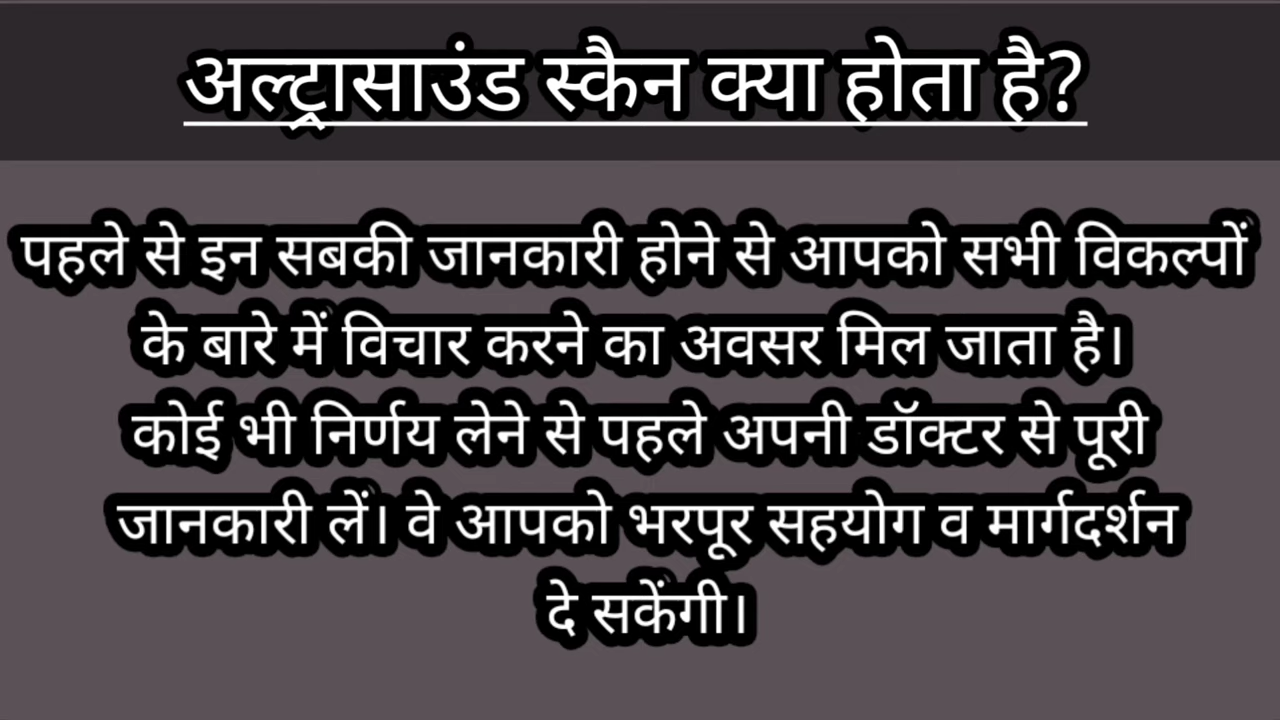 अल्ट्रासाउंड स्कैन क्या होता है?
पहले से इन सबकी जानकारी होने से आपको सभी विकल्पों
के बारे में विचार करने का अवसर मिल जाता है।
कोई भी निर्णय लेने से पहले अपनी डॉक्टर से पूरी
जानकारी लें। वे आपको भरपूर सहयोग व मार्गदर्शन
दे सकेंगी।